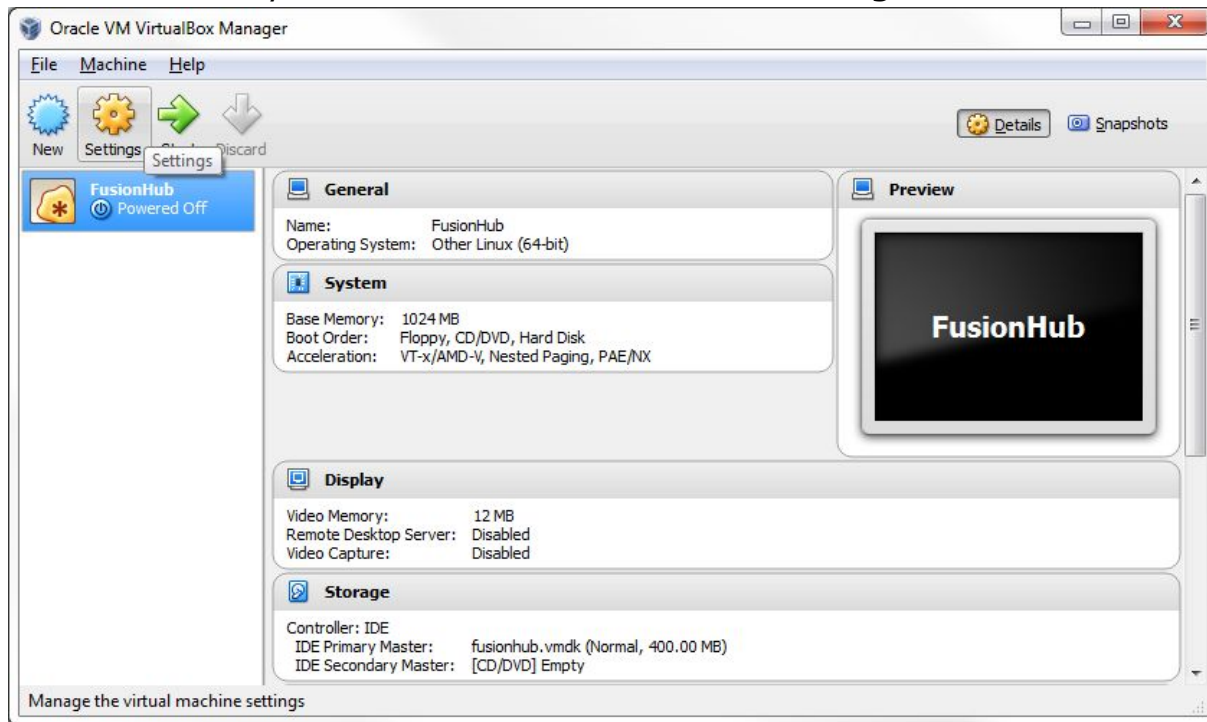 Oracle VM VirtualBox Manager
File Machine Help
New Settings Discard
Settings
Details Snapshots
FusionHub
Powered Off
General
Name: FusionHub
Operating System: Other Linux (64-bit)
System
Base Memory: 1024 MB
Boot Order: Floppy, CD/DVD, Hard Disk
Acceleration: VT-x/AMD-V, Nested Paging, PAE/NX
Preview
FusionHub
Display
Video Memory: 12 MB
Remote Desktop Server: Disabled
Video Capture: Disabled
Storage
Controller: IDE
IDE Primary Master: fusionhub.vmdk (Normal, 400.00 MB)
IDE Secondary Master: [CD/DVD] Empty
Manage the virtual machine settings